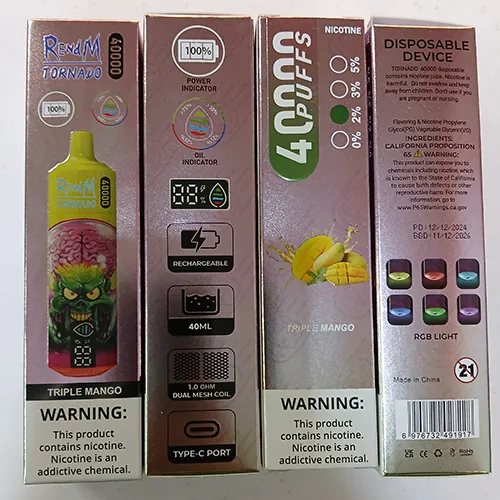 RandM
TORNADO
40000
100%
RandM
TORNADO
40000
88
TRIPLE MANGO
WARNING:
This product
contains nicotine.
Nicotine is an
addictive chemical.
100%
POWER
INDICATOR
OIL
INDICATOR
88
RECHARGEABLE
40ML
1.0 OHM
DUAL MESH COIL
TYPE-C PORT
40000
PUFFS
NICOTINE
5%
3%
2%
0%
TRIPLE MANGO
WARNING:
This product
contains nicotine.
Nicotine is an
addictive chemical.
DISPOSABLE
DEVICE
TORNADO 40000 disposable
contains nicotine juice. Nicotine is
harmful. Do not swallow and keep
away from children. Don't use if you
are pregnant or nursing.
Flavoring & Nicotine Propylene
Glycol(PG) Vegetable Glycerin(VG)
INGREDIENTS:
CALIFORNIA PROPOSITION
65 WARNING:
This product can expose you to
chemicals including nicotine, which
is known to the State of California
to cause birth defects or other
reproductive harm. For more
information, go to
www.P65Warnings.ca.gov
PD: 12/12/2024
BBD: 11/12/2026
RGB LIGHT
Made in China
21
6 976732 491917
CE
RoHS